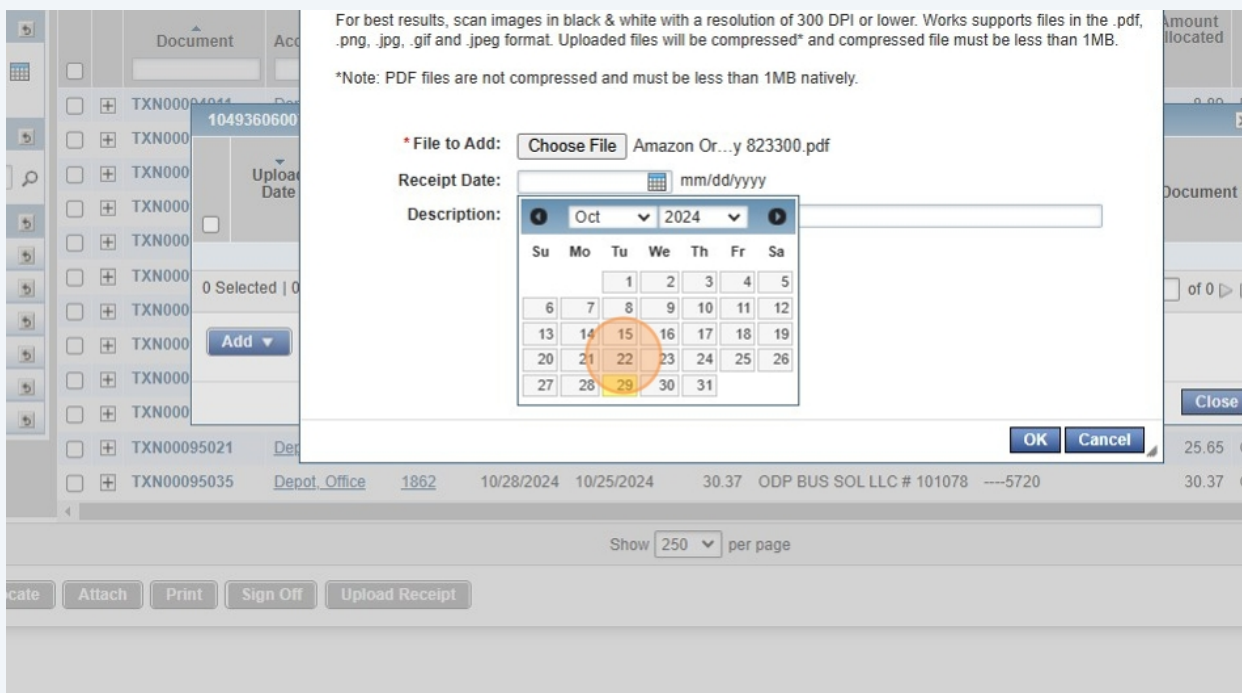 For best results, scan images in black & white with a resolution of 300 DPI or lower. Works supports files in the .pdf,
.png, .jpg, .gif and .jpeg format. Uploaded files will be compressed* and compressed file must be less than 1MB.
*Note: PDF files are not compressed and must be less than 1MB natively.
Document Acc Amount
llocated
TXN00094011
1049360600
TXN000 * File to Add: Choose File Amazon Or…y 823300.pdf
TXN000 Upload Receipt Date: mm/dd/yyyy Document
Date
TXN000 Description: Oct 2024
TXN000 Su Mo Tu We Th Fr Sa
TXN000 0 Selected | 0 1 2 3 4 5 of 0
TXN000 6 7 8 9 10 11 12
TXN000 Add 13 14 15 16 17 18 19
20 21 22 23 24 25 26
TXN000 27 28 29 30 31
TXN000 Close
OK Cancel
TXN00095021 Dep 25.65
TXN00095035 Depot, Office 1862 10/28/2024 10/25/2024 30.37 ODP BUS SOL LLC # 101078 ----5720 30.37
Show 250 per page
ocate Attach Print Sign Off Upload Receipt